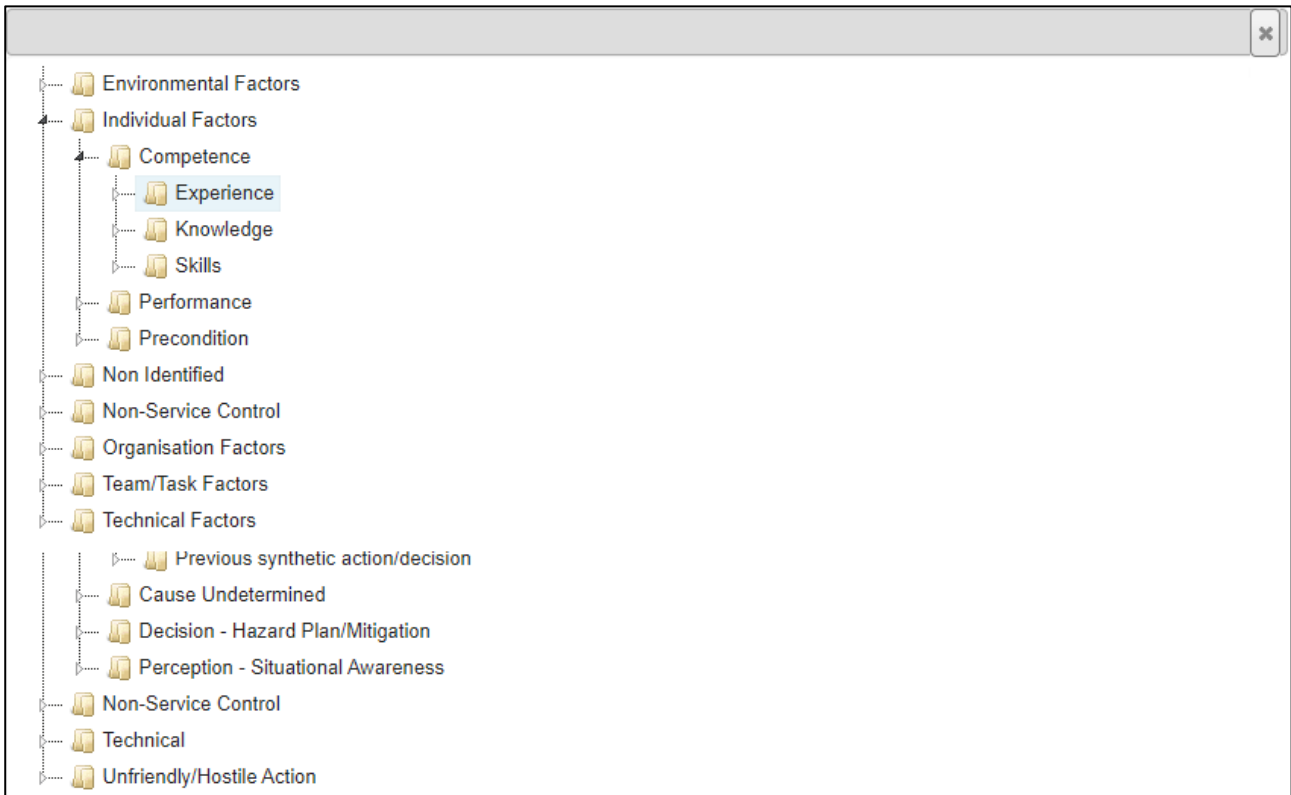 Environmental Factors
Individual Factors
Competence
Experience
Knowledge
Skills
Performance
Precondition
Non Identified
Non-Service Control
Organisation Factors
Team/Task Factors
Technical Factors
Previous synthetic action/decision
Cause Undetermined
Decision - Hazard Plan/Mitigation
Perception - Situational Awareness
Non-Service Control
Technical
Unfriendly/Hostile Action